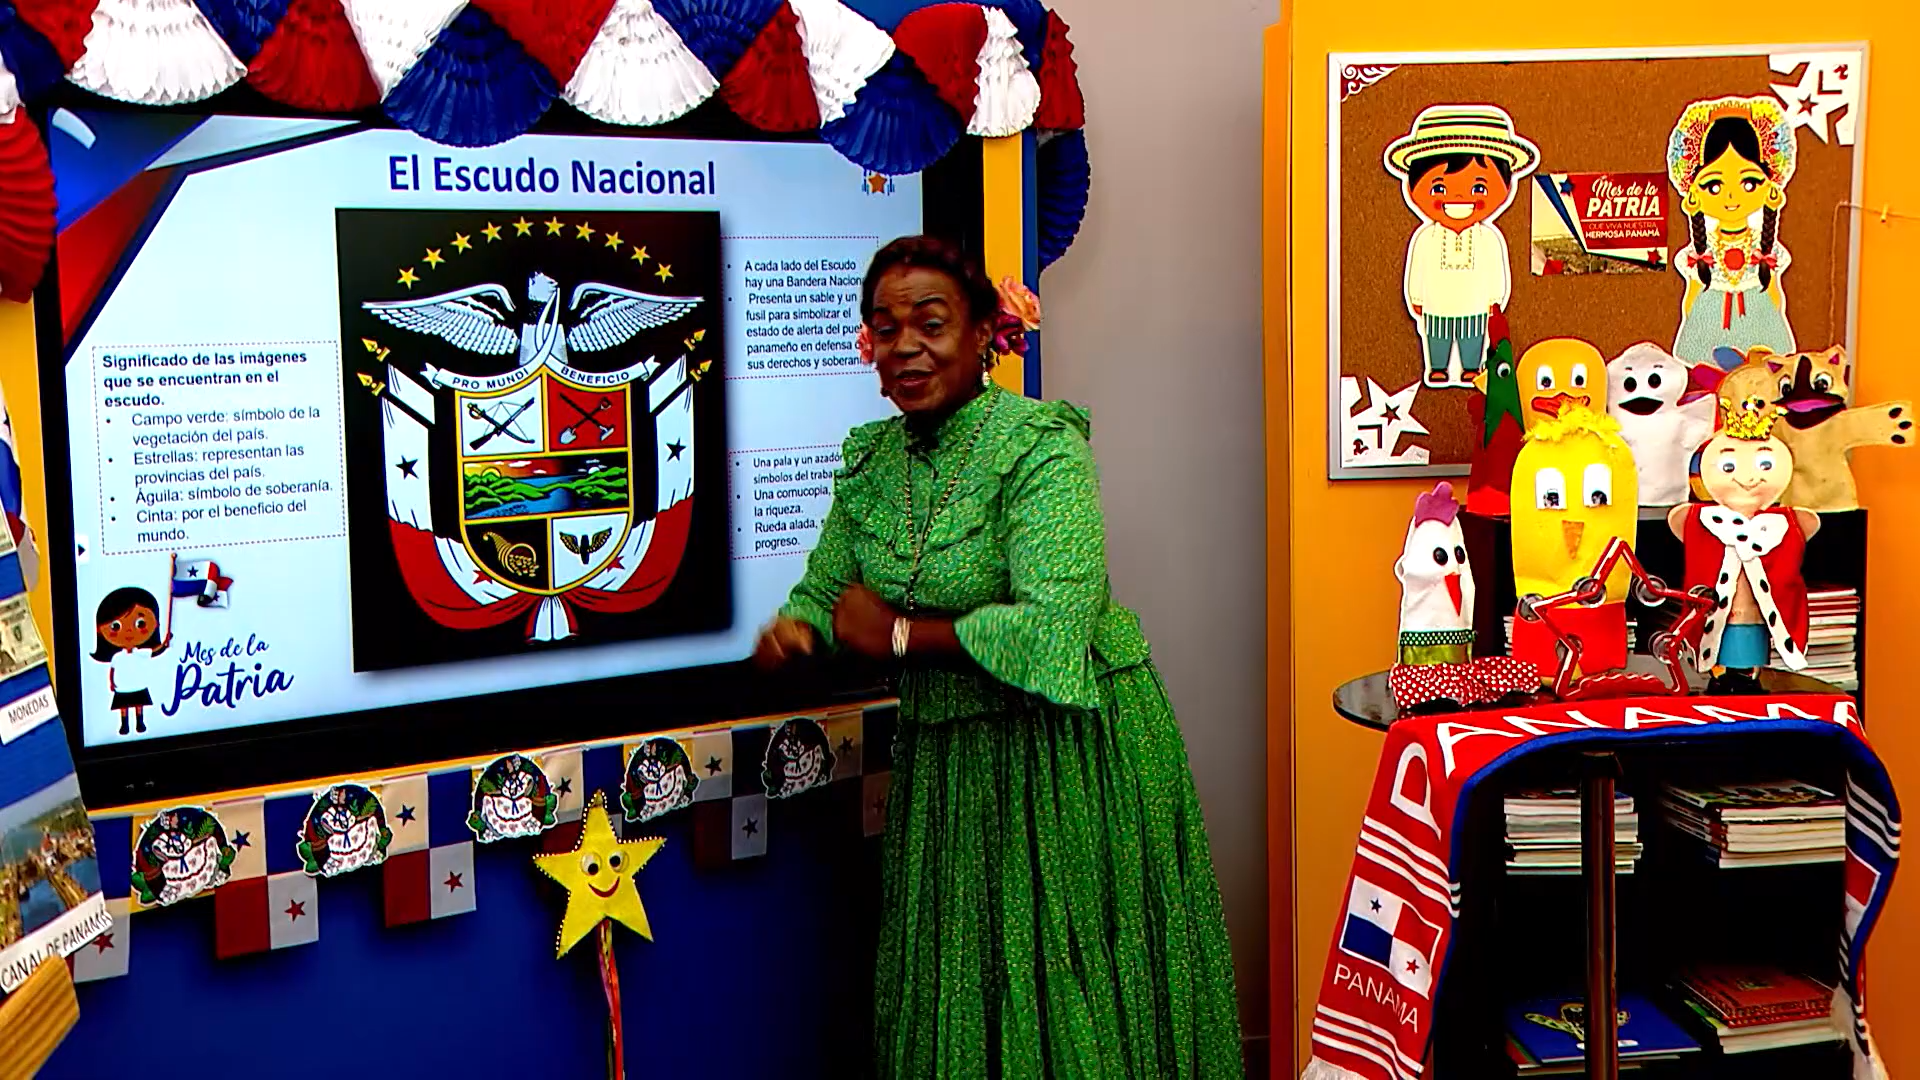 El Escudo Nacional
Significado de las imágenes
que se encuentran en el
escudo.
• Campo verde: símbolo de la
vegetación del país.
• Estrellas: representan las
provincias del país.
• Águila: símbolo de soberanía.
• Cinta: por el beneficio del
mundo.
Mes de la
Patria
PRO MUNDI BENEFICIO
• A cada lado del Escudo
hay una Bandera Nacion
• Presenta un sable y un
fusil para simbolizar el
estado de alerta del pue
panameño en defensa d
sus derechos y soberan
• Una pala y un azadó
símbolos del traba
• Una cornucopia,
la riqueza.
• Rueda alada, s
progreso.
Mes de la
PATRIA
QUE VIVA NUESTRA
HERMOSA PANAMÁ
MONEDAS
CANAL DE PANAMÁ
PANAMA
PANAMA